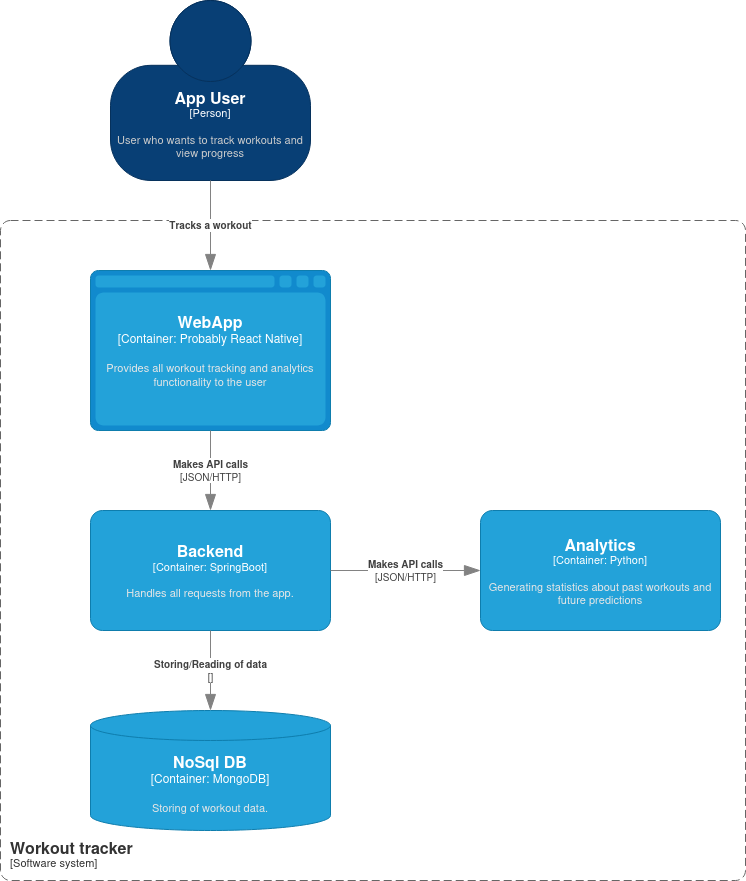 App User
[Person]
User who wants to track workouts and
view progress
Tracks a workout
WebApp
[Container: Probably React Native]
Provides all workout tracking and analytics
functionality to the user
Makes API calls
[JSON/HTTP]
Backend
[Container: SpringBoot]
Handles all requests from the app.
Makes API calls
[JSON/HTTP]
Analytics
[Container: Python]
Generating statistics about past workouts and
future predictions
Storing/Reading of data
[]
NoSql DB
[Container: MongoDB]
Storing of workout data.
Workout tracker
[Software system]